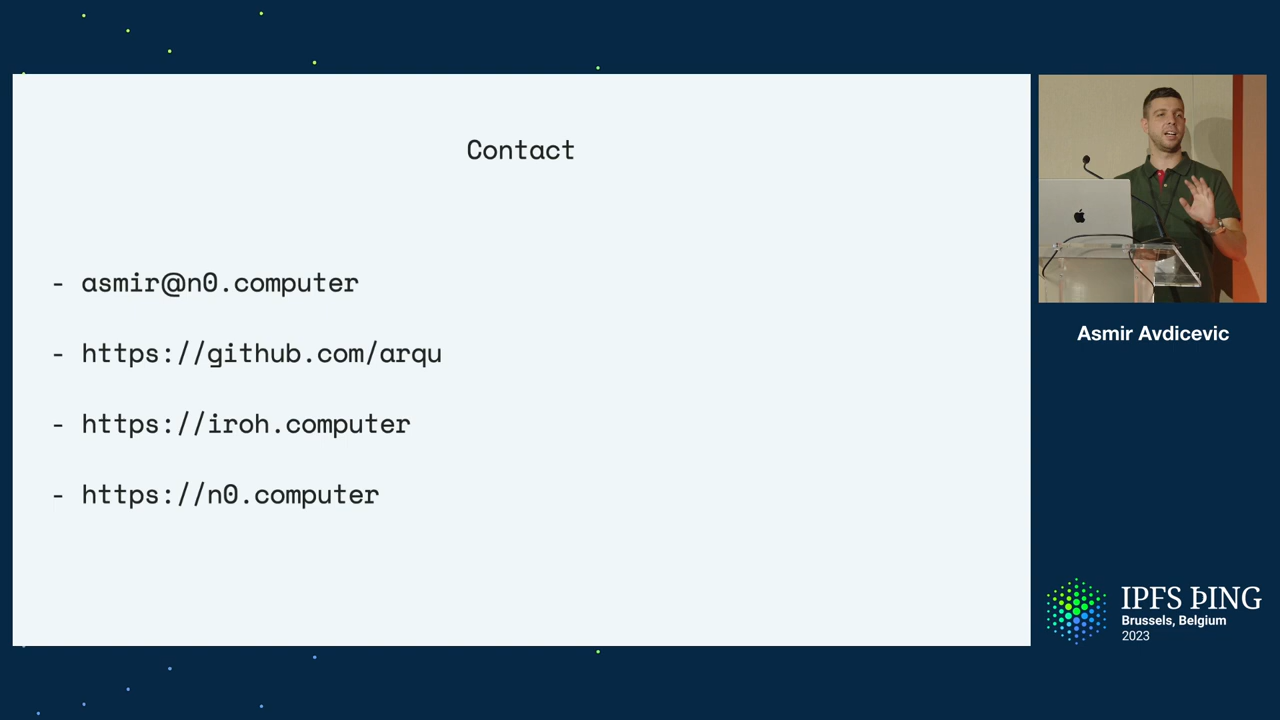 Contact
- asmir@n0.computer
- https://github.com/arqu
- https://iroh.computer
- https://n0.computer
Asmir Avdicevic
IPFS ÞING
Brussels, Belgium
2023